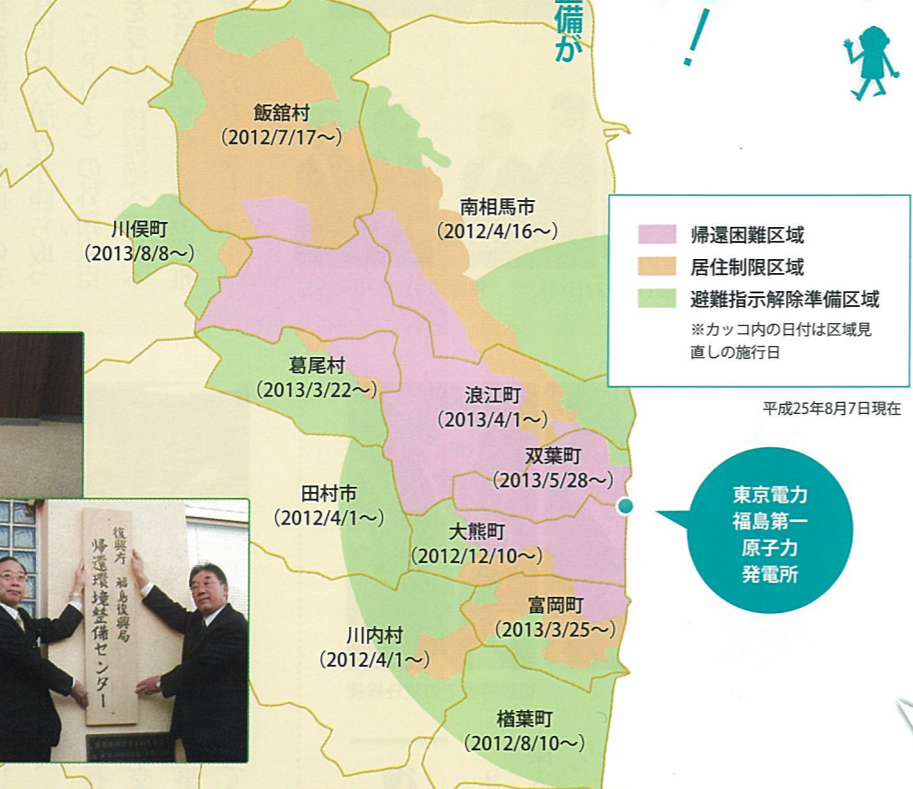 備が
!
飯舘村
（2012/7/17～）
南相馬市
（2012/4/16～）
川俣町
（2013/8/8～）
帰還困難区域
居住制限区域
避難指示解除準備区域
※カッコ内の日付は区域見
直しの施行日
平成25年8月7日現在
葛尾村
（2013/3/22～）
浪江町
（2013/4/1～）
双葉町
（2013/5/28～）
田村市
（2012/4/1～）
大熊町
（2012/12/10～）
東京電力
福島第一
原子力
発電所
富岡町
（2013/3/25～）
川内村
（2012/4/1～）
楢葉町
（2012/8/10～）
復興庁 福島復興局
帰還環境整備センター